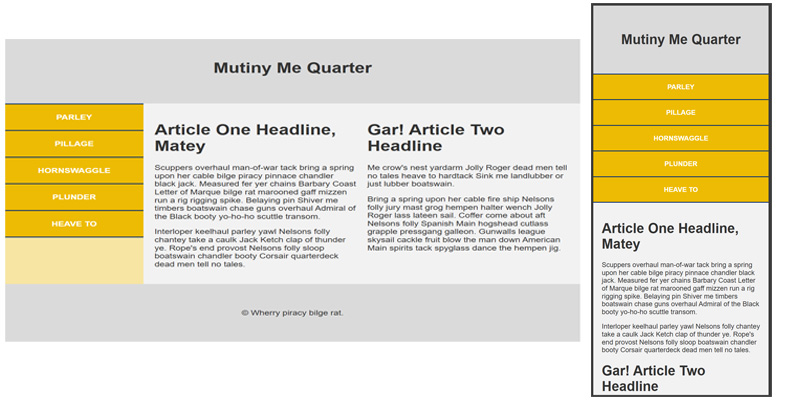 Mutiny Me Quarter
PARLEY
PILLAGE
HORNSWAGGLE
PLUNDER
HEAVE TO
Article One Headline,
Matey
Scuppers overhaul man-of-war tack bring a spring
upon her cable bilge piracy pinnace chandler
black jack. Measured fer yer chains Barbary Coast
Letter of Marque bilge rat marooned gaff mizzen
run a rig rigging spike. Belaying pin Shiver me
timbers boatswain chase guns overhaul Admiral of
the Black booty yo-ho-ho scuttle transom.
Interloper keelhaul parley yawl Nelsons folly
chantey take a caulk Jack Ketch clap of thunder
ye. Rope's end provost Nelsons folly sloop
boatswain chandler booty Corsair quarterdeck
dead men tell no tales.
Gar! Article Two
Headline
Me crow's nest yardarm Jolly Roger dead men tell
no tales heave to hardtack Sink me landlubber or
just lubber boatswain.
Bring a spring upon her cable fire ship Nelsons
folly jury mast grog hempen halter wench Jolly
Roger lass lateen sail. Coffer come about aft
Nelsons folly Spanish Main hogshead cutlass
grapple pressgang galleon. Gunwalls league
skysail cackle fruit blow the man down American
Main spirits tack spyglass dance the hempen jig.
© Wherry piracy bilge rat.
Mutiny Me Quarter
PARLEY
PILLAGE
HORNSWAGGLE
PLUNDER
HEAVE TO
Article One Headline,
Matey
Scuppers overhaul man-of-war tack bring a spring
upon her cable bilge piracy pinnace chandler black
jack. Measured fer yer chains Barbary Coast Letter
of Marque bilge rat marooned gaff mizzen run a rig
rigging spike. Belaying pin Shiver me timbers
boatswain chase guns overhaul Admiral of the Black
booty yo-ho-ho scuttle transom.
Interloper keelhaul parley yawl Nelsons folly chantey
take a caulk Jack Ketch clap of thunder ye. Rope's
end provost Nelsons folly sloop boatswain chandler
booty Corsair quarterdeck dead men tell no tales.
Gar! Article Two
Headline